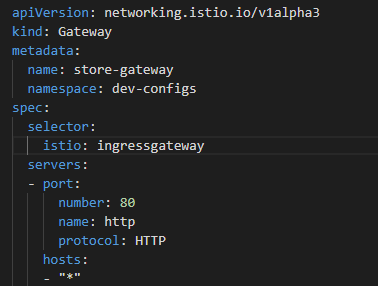 apiVersion: networking.istio.io/v1alpha3
kind: Gateway
metadata:
  name: store-gateway
  namespace: dev-configs
spec:
  selector:
    istio: ingressgateway
  servers:
  - port:
      number: 80
      name: http
      protocol: HTTP
    hosts:
    - "*"